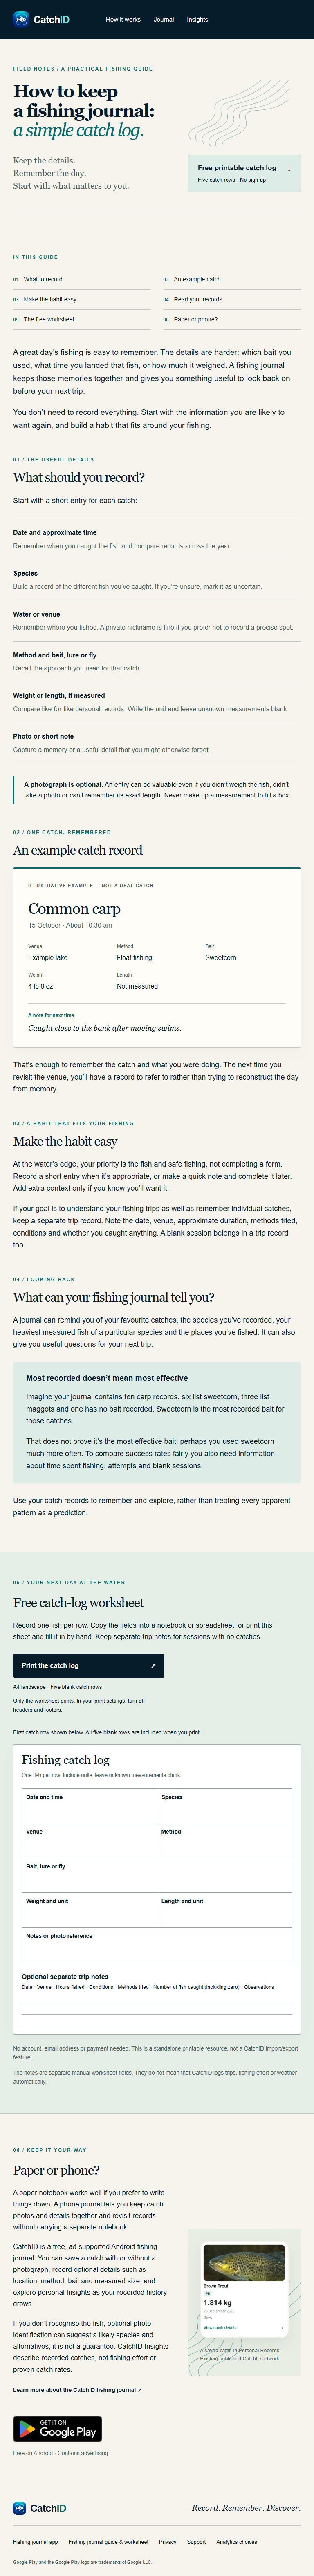 CatchID
How it works
Journal
Insights
FIELD NOTES / A PRACTICAL FISHING GUIDE
How to keep
a fishing journal:
a simple catch log.
Keep the details.
Remember the day.
Start with what matters to you.
Free printable catch log ↓
Five catch rows · No sign-up
IN THIS GUIDE
01 What to record
02 An example catch
03 Make the habit easy
04 Read your records
05 The free worksheet
06 Paper or phone?
A great day's fishing is easy to remember. The details are harder: which bait you
used, what time you landed that fish, or how much it weighed. A fishing journal
keeps those memories together and gives you something useful to look back on
before your next trip.
You don't need to record everything. Start with the information you are likely to
want again, and build a habit that fits around your fishing.
01 / THE USEFUL DETAILS
What should you record?
Start with a short entry for each catch:
Date and approximate time
Remember when you caught the fish and compare records across the year.
Species
Build a record of the different fish you've caught. If you're unsure, mark it as uncertain.
Water or venue
Remember where you fished. A private nickname is fine if you prefer not to record a precise spot.
Method and bait, lure or fly
Recall the approach you used for that catch.
Weight or length, if measured
Compare like-for-like personal records. Write the unit and leave unknown measurements blank.
Photo or short note
Capture a memory or a useful detail that you might otherwise forget.
A photograph is optional. An entry can be valuable even if you didn't weigh the fish, didn't
take a photo or can't remember its exact length. Never make up a measurement to fill a box.
02 / ONE CATCH, REMEMBERED
An example catch record
ILLUSTRATIVE EXAMPLE — NOT A REAL CATCH
Common carp
15 October · About 10:30 am
Venue
Method
Bait
Example lake
Float fishing
Sweetcorn
Weight
Length
4 lb 8 oz
Not measured
A note for next time
Caught close to the bank after moving swims.
That's enough to remember the catch and what you were doing. The next time you
revisit the venue, you'll have a record to refer to rather than trying to reconstruct the day
from memory.
03 / A HABIT THAT FITS YOUR FISHING
Make the habit easy
At the water's edge, your priority is the fish and safe fishing, not completing a form.
Record a short entry when it's appropriate, or make a quick note and complete it later.
Add extra context only if you know you'll want it.
If your goal is to understand your fishing trips as well as remember individual catches,
keep a separate trip record. Note the date, venue, approximate duration, methods tried,
conditions and whether you caught anything. A blank session belongs in a trip record
too.
04 / LOOKING BACK
What can your fishing journal tell you?
A journal can remind you of your favourite catches, the species you've recorded, your
heaviest measured fish of a particular species and the places you've fished. It can also
give you useful questions for your next trip.
Most recorded doesn't mean most effective
Imagine your journal contains ten carp records: six list sweetcorn, three list
maggots and one has no bait recorded. Sweetcorn is the most recorded bait for
those catches.
That does not prove it's the most effective bait: perhaps you used sweetcorn
much more often. To compare success rates fairly you also need information
about time spent fishing, attempts and blank sessions.
Use your catch records to remember and explore, rather than treating every apparent
pattern as a prediction.
05 / YOUR NEXT DAY AT THE WATER
Free catch-log worksheet
Record one fish per row. Copy the fields into a notebook or spreadsheet, or print this
sheet and fill it in by hand. Keep separate trip notes for sessions with no catches.
Print the catch log ↗
A4 landscape · Five blank catch rows
Only the worksheet prints. In your print settings, turn off
headers and footers.
First catch row shown below. All five blank rows are included when you print.
Fishing catch log
One fish per row. Include units; leave unknown measurements blank.
Date and time
Species
Venue
Method
Bait, lure or fly
Weight and unit
Length and unit
Notes or photo reference
Optional separate trip notes
Date · Venue · Hours fished · Conditions · Methods tried · Number of fish caught (including zero) · Observations
No account, email address or payment needed. This is a standalone printable resource, not a CatchID import/export
feature.
Trip notes are separate manual worksheet fields. They do not mean that CatchID logs trips, fishing effort or weather
automatically.
06 / KEEP IT YOUR WAY
Paper or phone?
A paper notebook works well if you prefer to write
things down. A phone journal lets you keep catch
photos and details together and revisit records
without carrying a separate notebook.
CatchID is a free, ad-supported Android fishing
journal. You can save a catch with or without a
photograph, record optional details such as
location, method, bait and measured size, and
explore personal Insights as your recorded history
grows.
If you don't recognise the fish, optional photo
identification can suggest a likely species and
alternatives; it is not a guarantee. CatchID Insights
describe recorded catches, not fishing effort or
proven catch rates.
Learn more about the CatchID fishing journal ↗
Brown Trout
PB
1.814 kg
View catch details ›
A saved catch in Personal Records.
Existing published CatchID artwork.
GET IT ON
Google Play
Free on Android · Contains advertising
CatchID
Record. Remember. Discover.
Fishing journal app
Fishing journal guide & worksheet
Privacy
Support
Analytics choices
Google Play and the Google Play logo are trademarks of Google LLC.